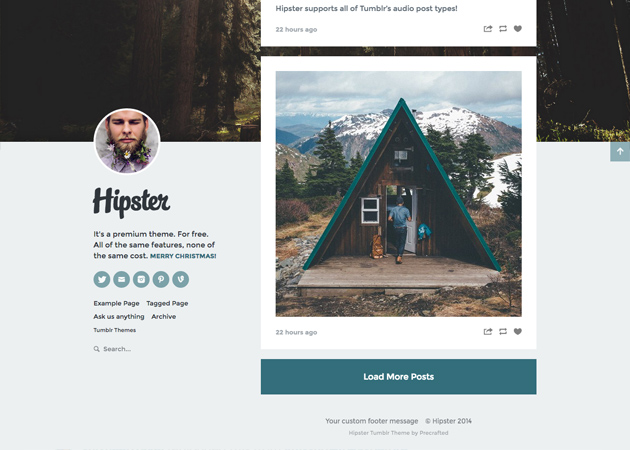 Hipster supports all of Tumblr's audio post types!
22 hours ago
Hipster
It's a premium theme. For free.
All of the same features, none of
the same cost. MERRY CHRISTMAS!
Example Page Tagged Page
Ask us anything Archive
Tumblr Themes
Search...
22 hours ago
Load More Posts
Your custom footer message © Hipster 2014
Hipster Tumblr Theme by Precrafted